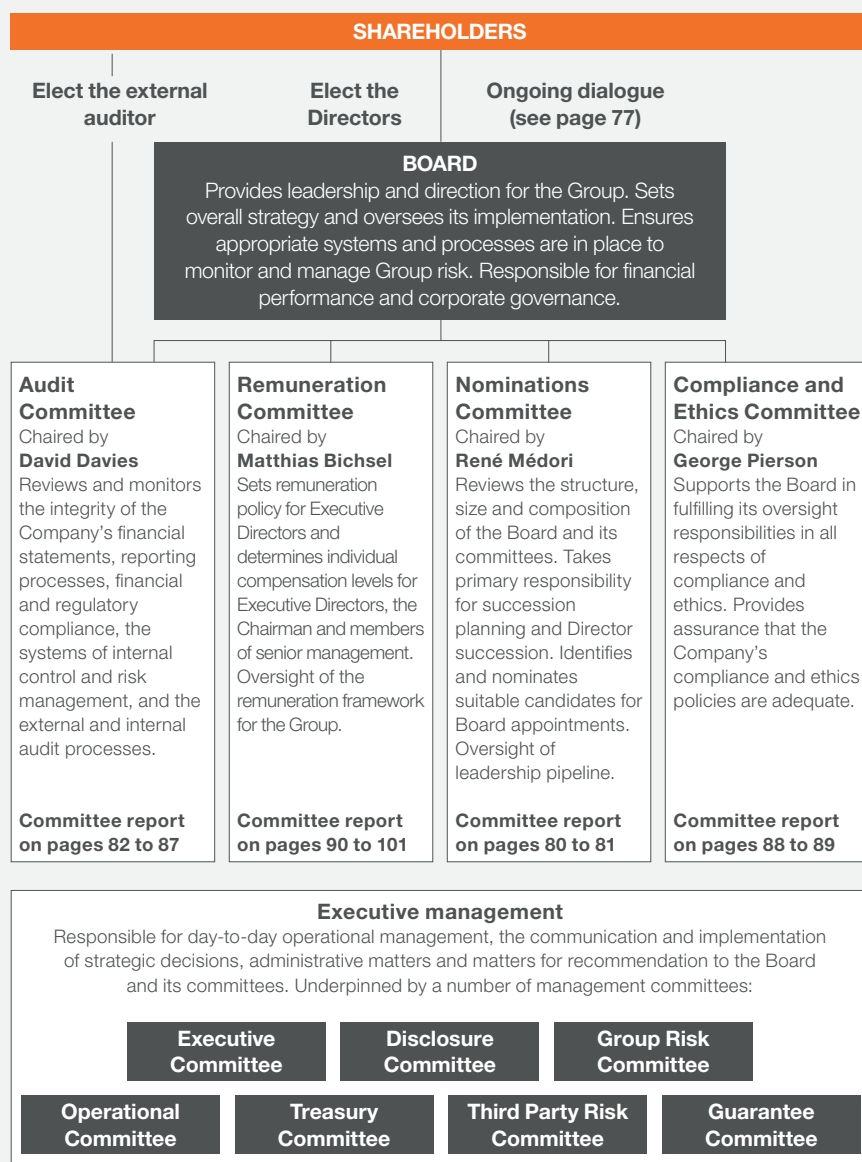 SHAREHOLDERS
Elect the external
auditor
Elect the
Directors
Ongoing dialogue
(see page 77)
BOARD
Provides leadership and direction for the Group. Sets
overall strategy and oversees its implementation. Ensures
appropriate systems and processes are in place to
monitor and manage Group risk. Responsible for financial
performance and corporate governance.
Audit
Committee
Chaired by
David Davies
Reviews and monitors
the integrity of the
Company’s financial
statements, reporting
processes, financial
and regulatory
compliance, the
systems of internal
control and risk
management, and the
external and internal
audit processes.
Committee report
on pages 82 to 87
Remuneration
Committee
Chaired by
Matthias Bichsel
Sets remuneration
policy for Executive
Directors and
determines individual
compensation levels for
Executive Directors, the
Chairman and members
of senior management.
Oversight of the
remuneration framework
for the Group.
Committee report
on pages 90 to 101
Nominations
Committee
Chaired by
René Médori
Reviews the structure,
size and composition
of the Board and its
committees. Takes
primary responsibility
for succession
planning and Director
succession. Identifies
and nominates
suitable candidates for
Board appointments.
Oversight of
leadership pipeline.
Committee report
on pages 80 to 81
Compliance and
Ethics Committee
Chaired by
George Pierson
Supports the Board in
fulfilling its oversight
responsibilities in all
respects of
compliance and
ethics. Provides
assurance that the
Company’s
compliance and ethics
policies are adequate.
Committee report
on pages 88 to 89
Executive management
Responsible for day-to-day operational management, the communication and implementation
of strategic decisions, administrative matters and matters for recommendation to the Board
and its committees. Underpinned by a number of management committees:
Executive
Committee
Disclosure
Committee
Group Risk
Committee
Operational
Committee
Treasury
Committee
Third Party Risk
Committee
Guarantee
Committee